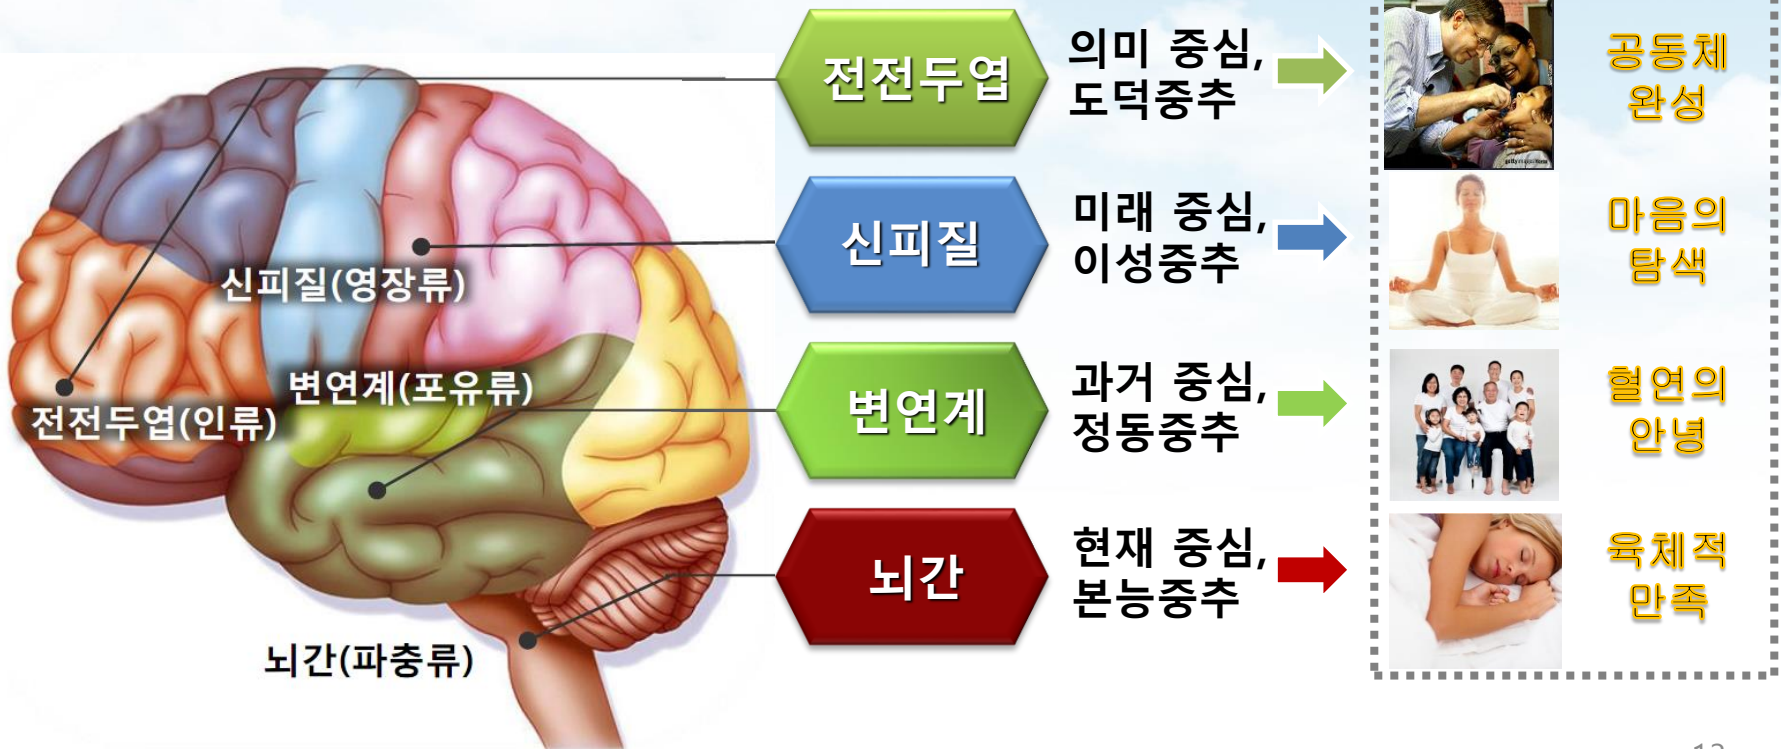 전전두엽
의미 중심,
도덕중추
공동체
완성
신피질
미래 중심,
이성중추
마음의
탐색
변연계
과거 중심,
정동중추
혈연의
안녕
뇌간
현재 중심,
본능중추
육체적
만족
신피질(영장류)
변연계(포유류)
전전두엽(인류)
뇌간(파충류)